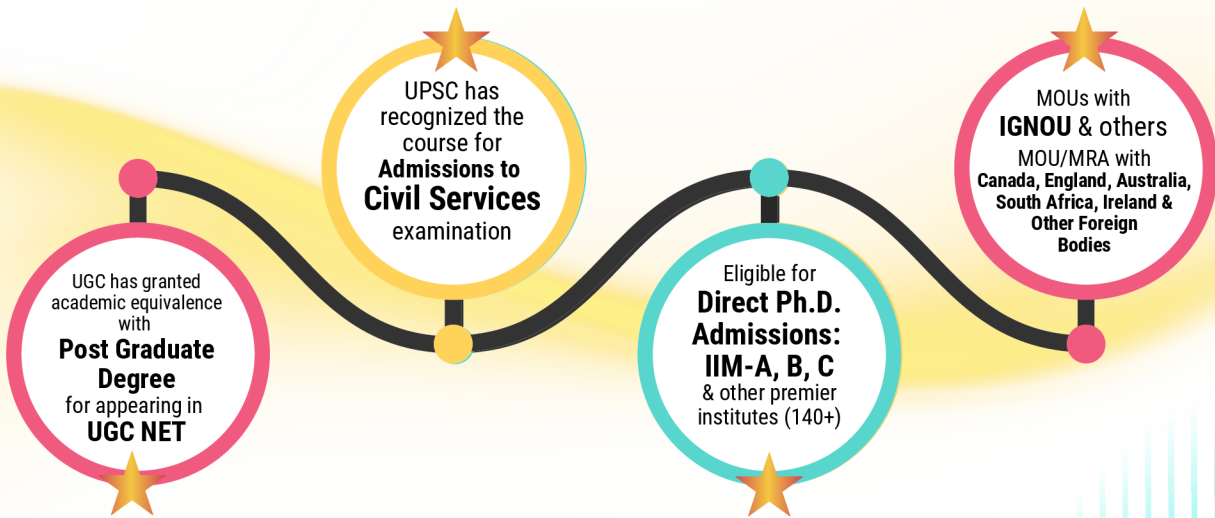 UGC has granted
academic equivalence
with
Post Graduate
Degree
for appearing in
UGC NET
UPSC has
recognized the
course for
Admissions to
Civil Services
examination
Eligible for
Direct Ph.D.
Admissions:
IIM-A, B, C
& other premier
institutes (140+)
MOUs with
IGNOU & others
MOU/MRA with
Canada, England, Australia,
South Africa, Ireland &
Other Foreign
Bodies